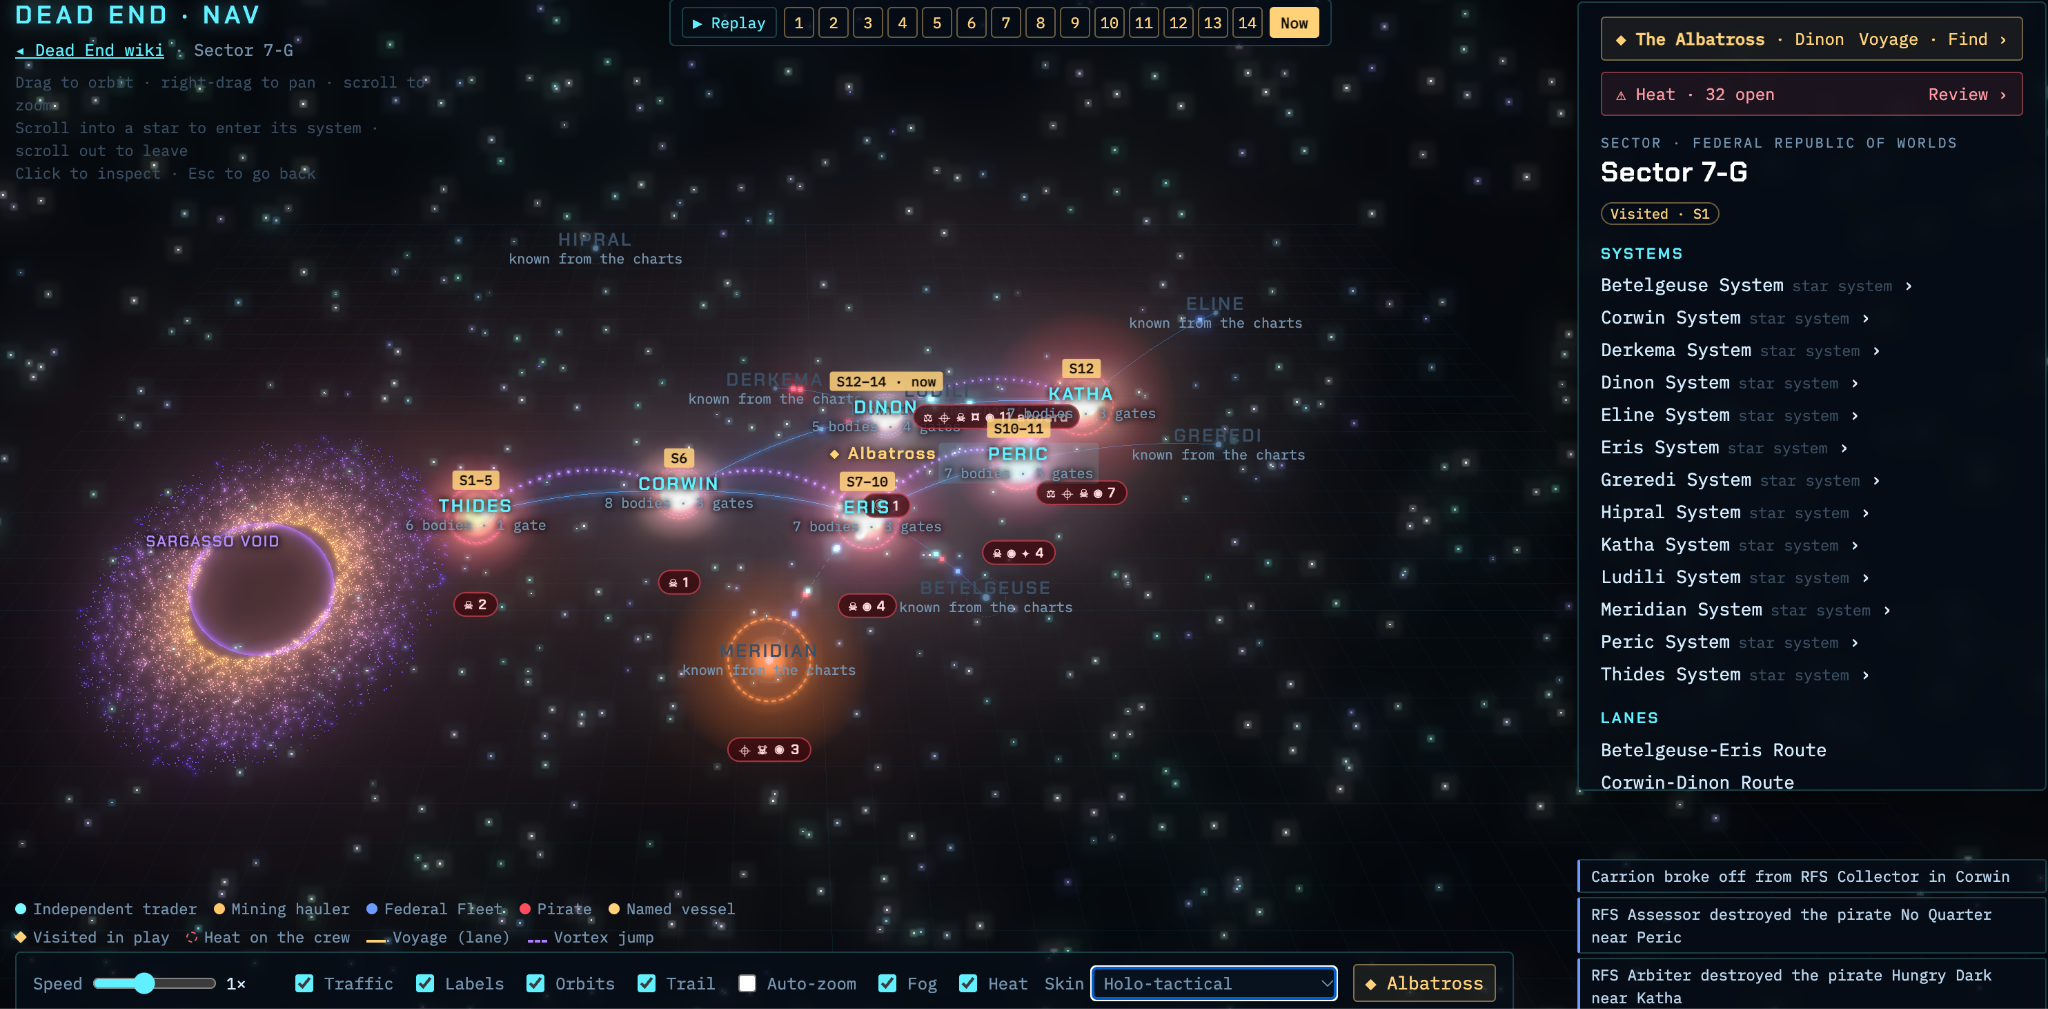 DEAD END · NAV
◂ Dead End wiki · Sector 7-G
Drag to orbit · right-drag to pan · scroll to
zoom
Scroll into a star to enter its system ·
scroll out to leave
Click to inspect · Esc to go back
▶ Replay 1 2 3 4 5 6 7 8 9 10 11 12 13 14 Now
◆ The Albatross · Dinon Voyage · Find ›
⚠ Heat · 32 open Review ›
SECTOR · FEDERAL REPUBLIC OF WORLDS
Sector 7-G
Visited · S1
SYSTEMS
Betelgeuse System star system ›
Corwin System star system ›
Derkema System star system ›
Dinon System star system ›
Eline System star system ›
Eris System star system ›
Greredi System star system ›
Hipral System star system ›
Katha System star system ›
Ludili System star system ›
Meridian System star system ›
Peric System star system ›
Thides System star system ›
LANES
Betelgeuse-Eris Route
Corwin-Dinon Route
HIPRAL
known from the charts
ELINE
known from the charts
DERKEMA
known from the chart
S12–14 · now
DINON
5 bodies · 4 gates
S12
KATHA
7 bodies · 3 gates
◆ Albatross
S10–11
PERIC
7 bodies · gates
7
GREREDI
known from the charts
S6
CORWIN
8 bodies · gates
1
S1–5
THIDES
6 bodies · 1 gate
2
S7–10
ERIS
1
7 bodies · 3 gates
4
4
SARGASSO VOID
BETELGEUSE
known from the charts
MERIDIAN
known from the charts
3
Independent trader Mining hauler Federal Fleet Pirate Named vessel
Visited in play Heat on the crew Voyage (lane) Vortex jump
Speed 1× Traffic Labels Orbits Trail Auto-zoom Fog Heat Skin Holo-tactical ◆ Albatross
Carrion broke off from RFS Collector in Corwin
RFS Assessor destroyed the pirate No Quarter
near Peric
RFS Arbiter destroyed the pirate Hungry Dark
near Katha